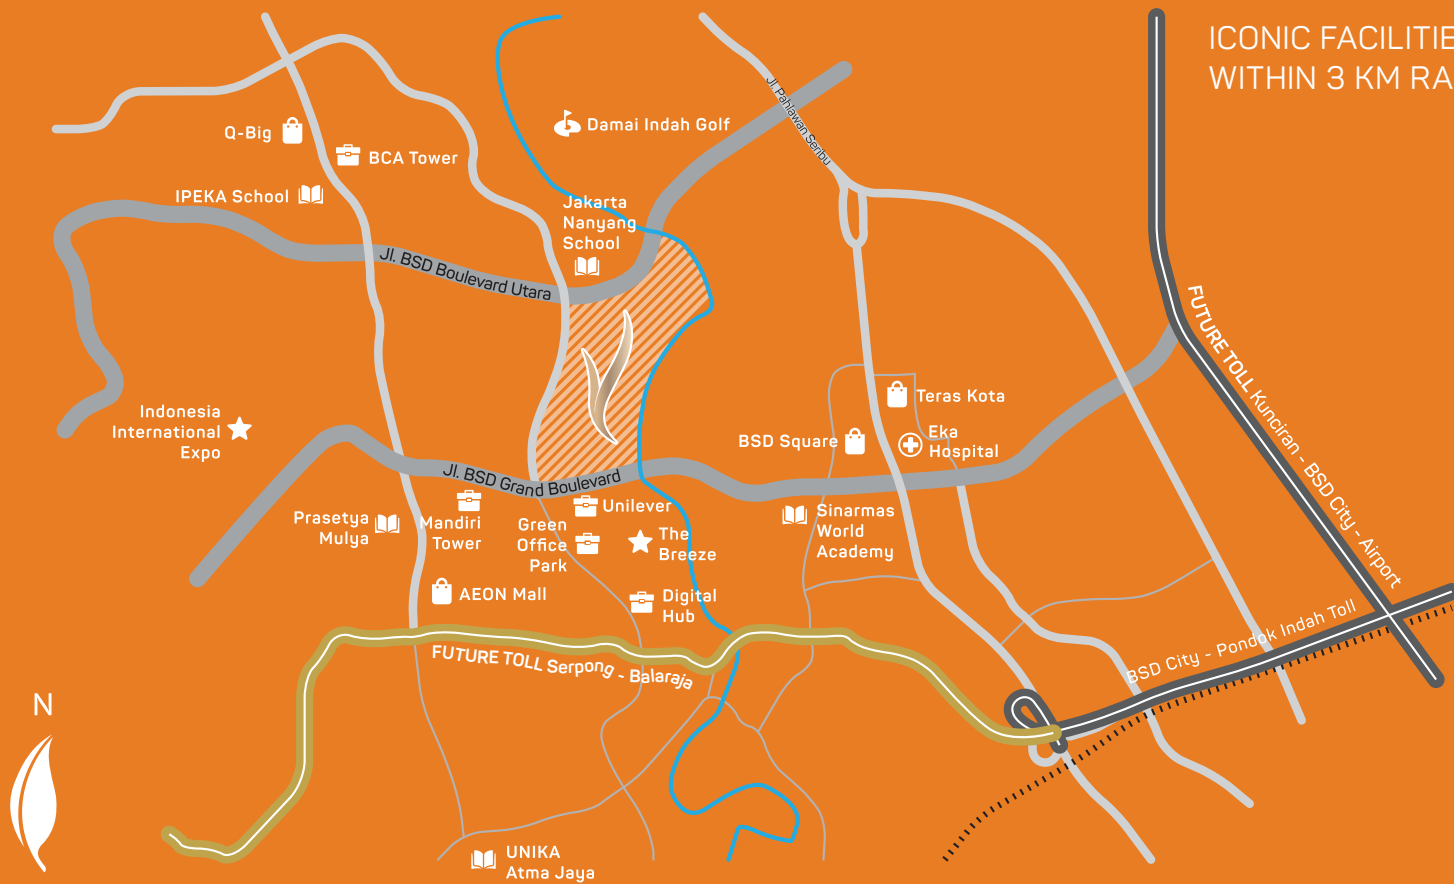 ICONIC FACILITIE
WITHIN 3 KM RA
Jl. Pahlawan Seribu
Damai Indah Golf
Q-Big
BCA Tower
IPEKA School
Jakarta
Nanyang
School
Jl. BSD Boulevard Utara
FUTURE TOLL Kunciran - BSD City - Airport
Teras Kota
Indonesia
International
Expo
BSD Square
Eka
Hospital
Jl. BSD Grand Boulevard
Unilever
Prasetya
Mulya
Mandiri
Tower
Green
Office
Park
The
Breeze
Sinarmas
World
Academy
AEON Mall
Digital
Hub
BSD City - Pondok Indah Toll
FUTURE TOLL Serpong - Balaraja
N
UNIKA
Atma Jaya